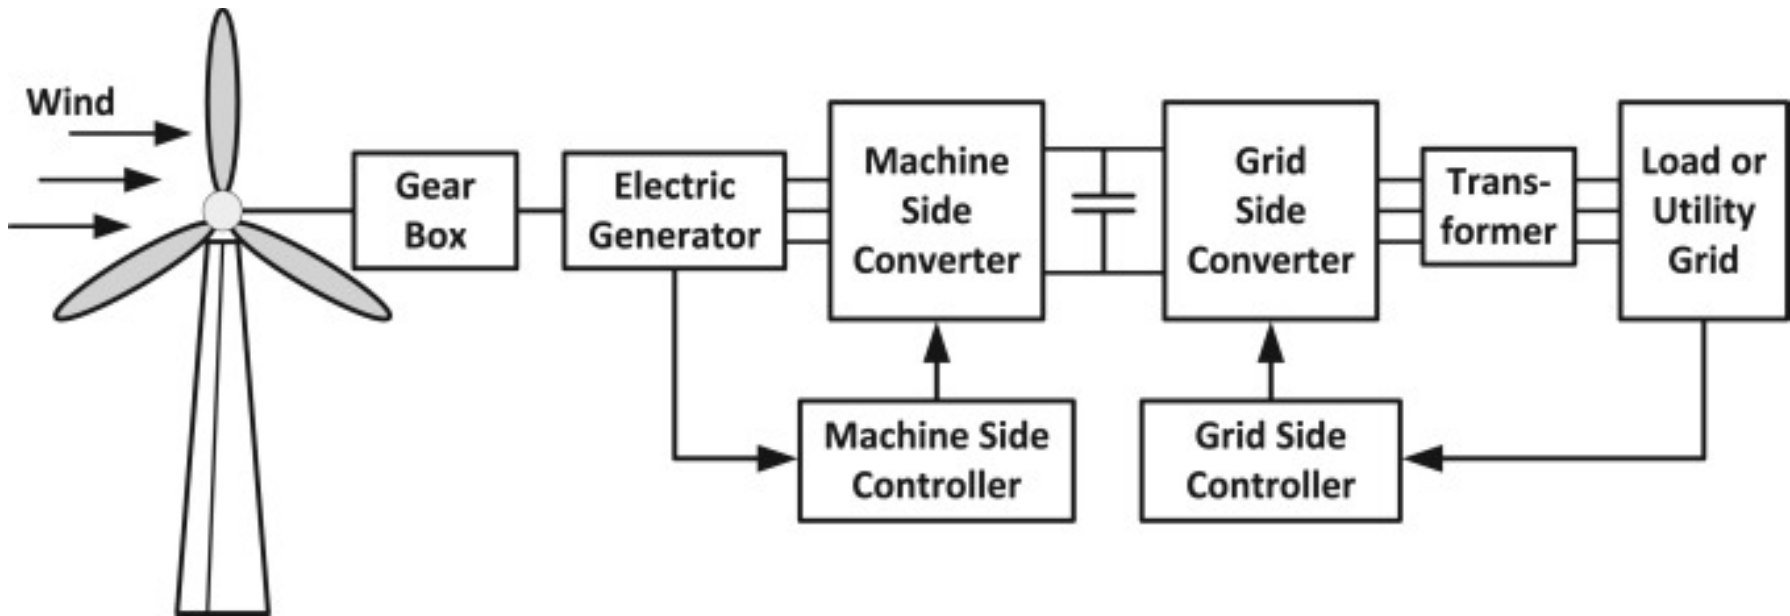 Wind
Gear
Box
Electric
Generator
Machine
Side
Converter
Grid
Side
Converter
Trans-
former
Load or
Utility
Grid
Machine Side
Controller
Grid Side
Controller